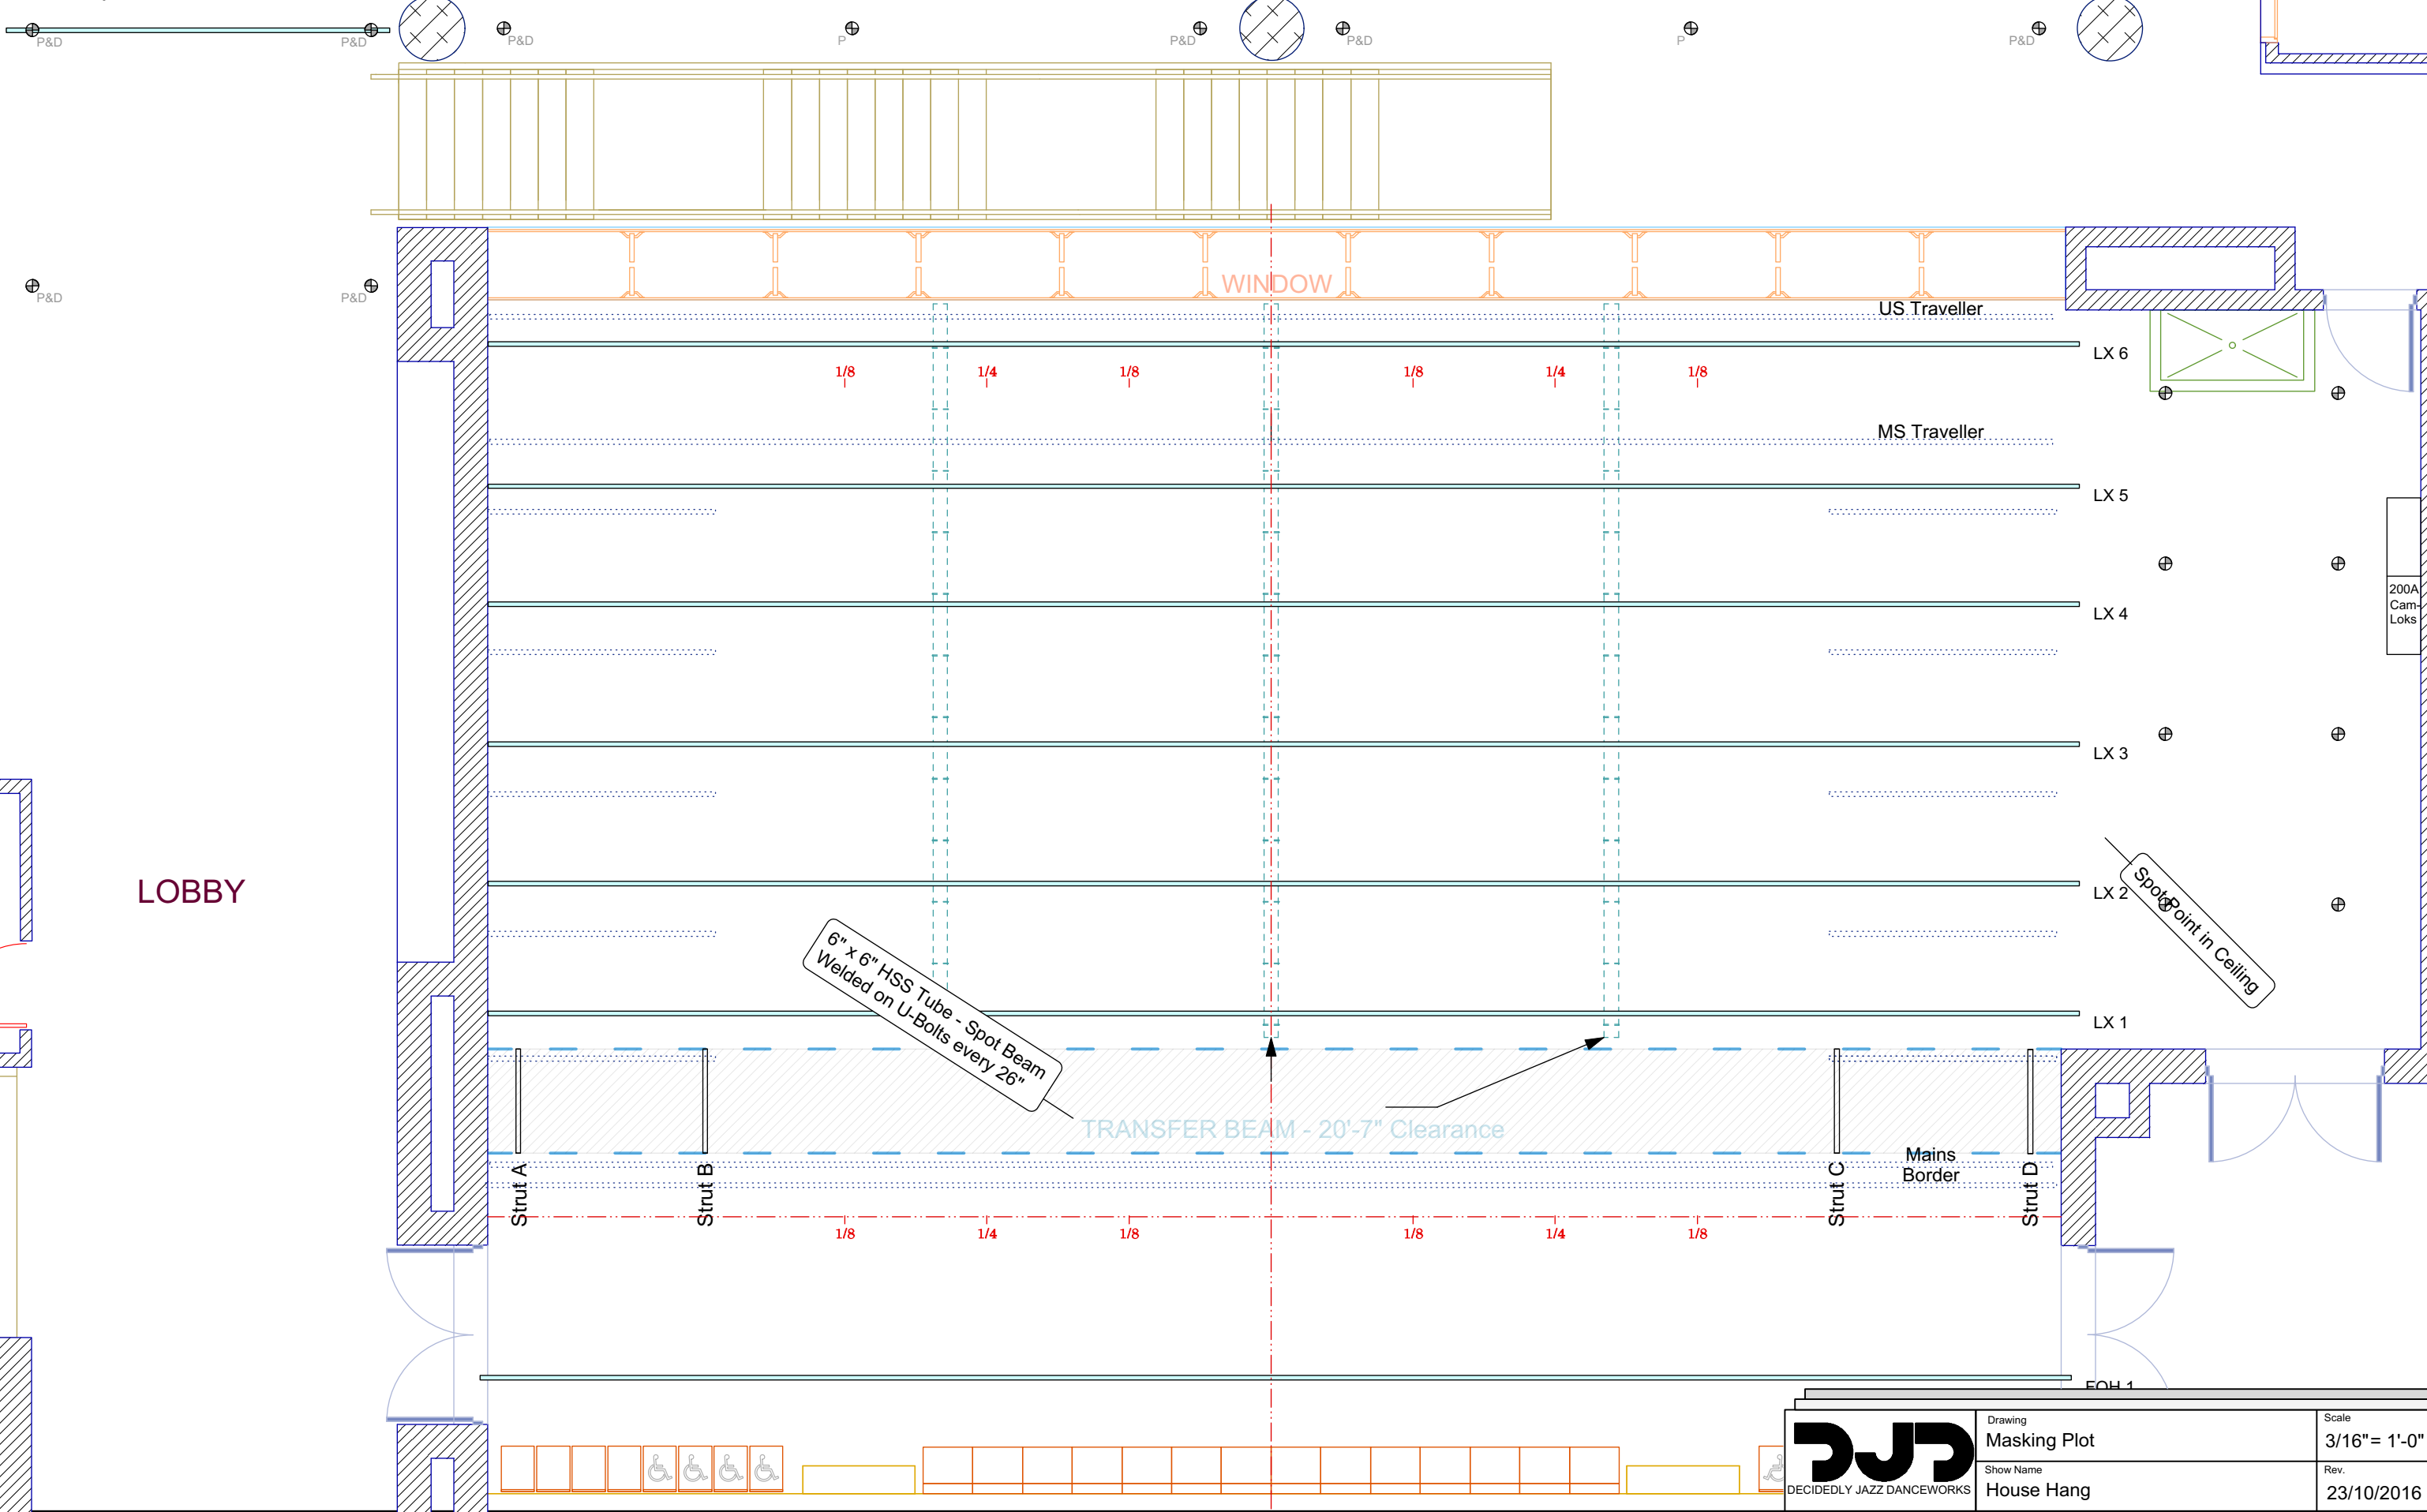 P&D
P&D
P&D
P
P&D
P&D
P
P&D
P&D
P&D
WINDOW
US Traveller
LX 6
1/8
1/4
1/8
1/8
1/4
1/8
MS Traveller
LX 5
200A
Cam-
Loks
LX 4
LX 3
LOBBY
LX 2
Spot Point in Ceiling
6" x 6" HSS Tube - Spot Beam
Welded on U-Bolts every 26"
LX 1
TRANSFER BEAM - 20'-7" Clearance
Strut A
Strut B
Strut C
Mains
Border
Strut D
1/8
1/4
1/8
1/8
1/4
1/8
FOH 1
DJD
DECIDEDLY JAZZ DANCEWORKS
Drawing
Masking Plot
Scale
3/16"= 1'-0"
Show Name
House Hang
Rev.
23/10/2016